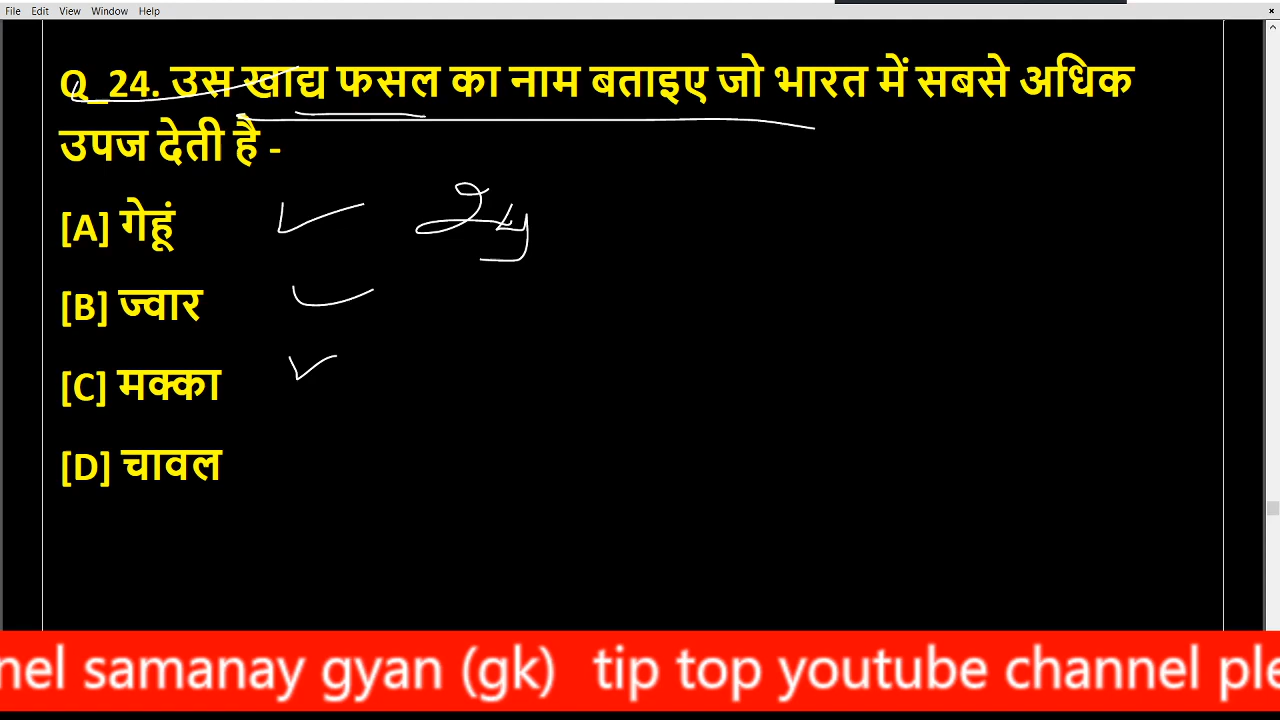 File Edit View Window Help
Q_24. उस खाद्य फसल का नाम बताइए जो भारत में सबसे अधिक
उपज देती है -
[A] गेहूं
24
[B] ज्वार
[C] मक्का
[D] चावल
nel samanay gyan (gk) tip top youtube channel ple